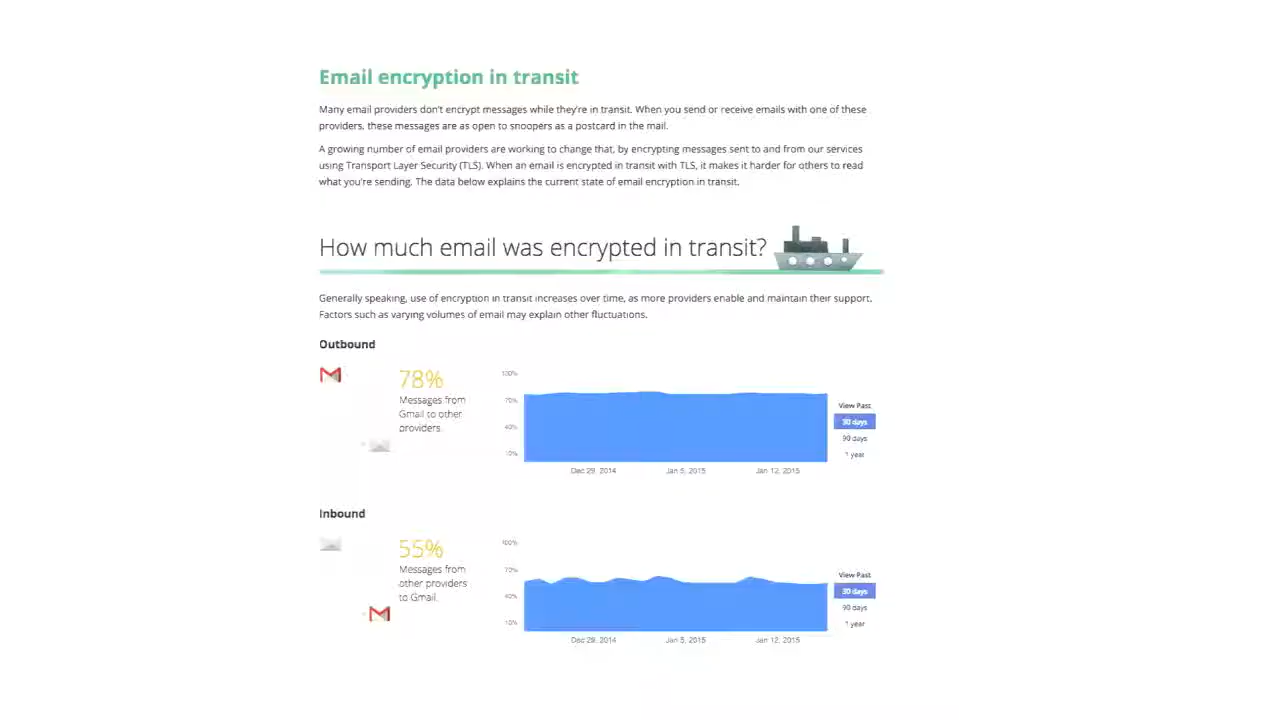 Email encryption in transit
Many email providers don't encrypt messages while they're in transit. When you send or receive emails with one of these
providers, these messages are as open to snoopers as a postcard in the mail.
A growing number of email providers are working to change that, by encrypting messages sent to and from our services
using Transport Layer Security (TLS). When an email is encrypted in transit with TLS, it makes it harder for others to read
what you're sending. The data below explains the current state of email encryption in transit.
How much email was encrypted in transit?
Generally speaking, use of encryption in transit increases over time, as more providers enable and maintain their support.
Factors such as varying volumes of email may explain other fluctuations.
Outbound
78%
Messages from
Gmail to other
providers.
100%
70%
40%
10%
Dec 29, 2014
Jan 5, 2015
Jan 12, 2015
View Past
30 days
90 days
1 year
Inbound
55%
Messages from
other providers
to Gmail.
100%
70%
40%
10%
Dec 29, 2014
Jan 5, 2015
Jan 12, 2015
View Past
30 days
90 days
1 year